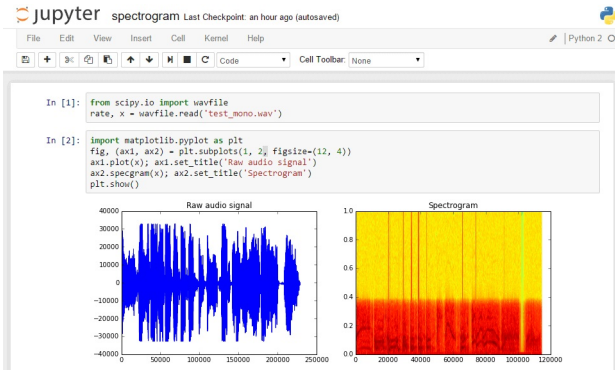 jupyter spectrogram Last Checkpoint: an hour ago (autosaved)
File Edit View Insert Cell Kernel Help Python 2
Code Cell Toolbar: None
In [1]: from scipy.io import wavfile
rate, x = wavfile.read('test_mono.wav')
In [2]: import matplotlib.pyplot as plt
fig, (ax1, ax2) = plt.subplots(1, 2, figsize=(12, 4))
ax1.plot(x); ax1.set_title('Raw audio signal')
ax2.specgram(x); ax2.set_title('Spectrogram')
plt.show()
Raw audio signal
40000
30000
20000
10000
0
−10000
−20000
−30000
−40000
0 50000 100000 150000 200000 250000
Spectrogram
1.0
0.8
0.6
0.4
0.2
0.0
0 20000 40000 60000 80000 100000 120000